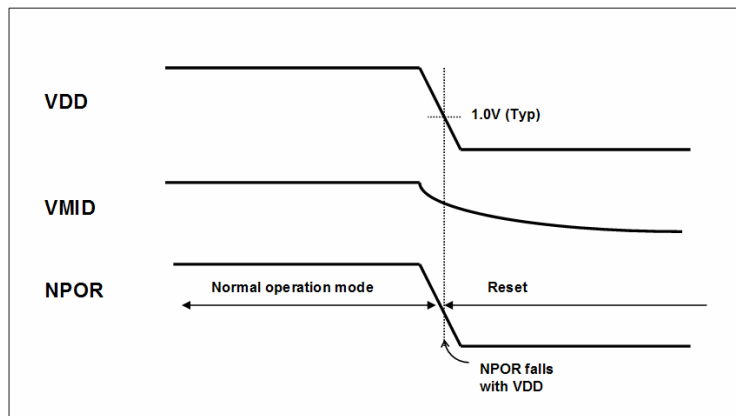 VDD
1.0V (Typ)
VMID
NPOR
Normal operation mode
Reset
NPOR falls
with VDD